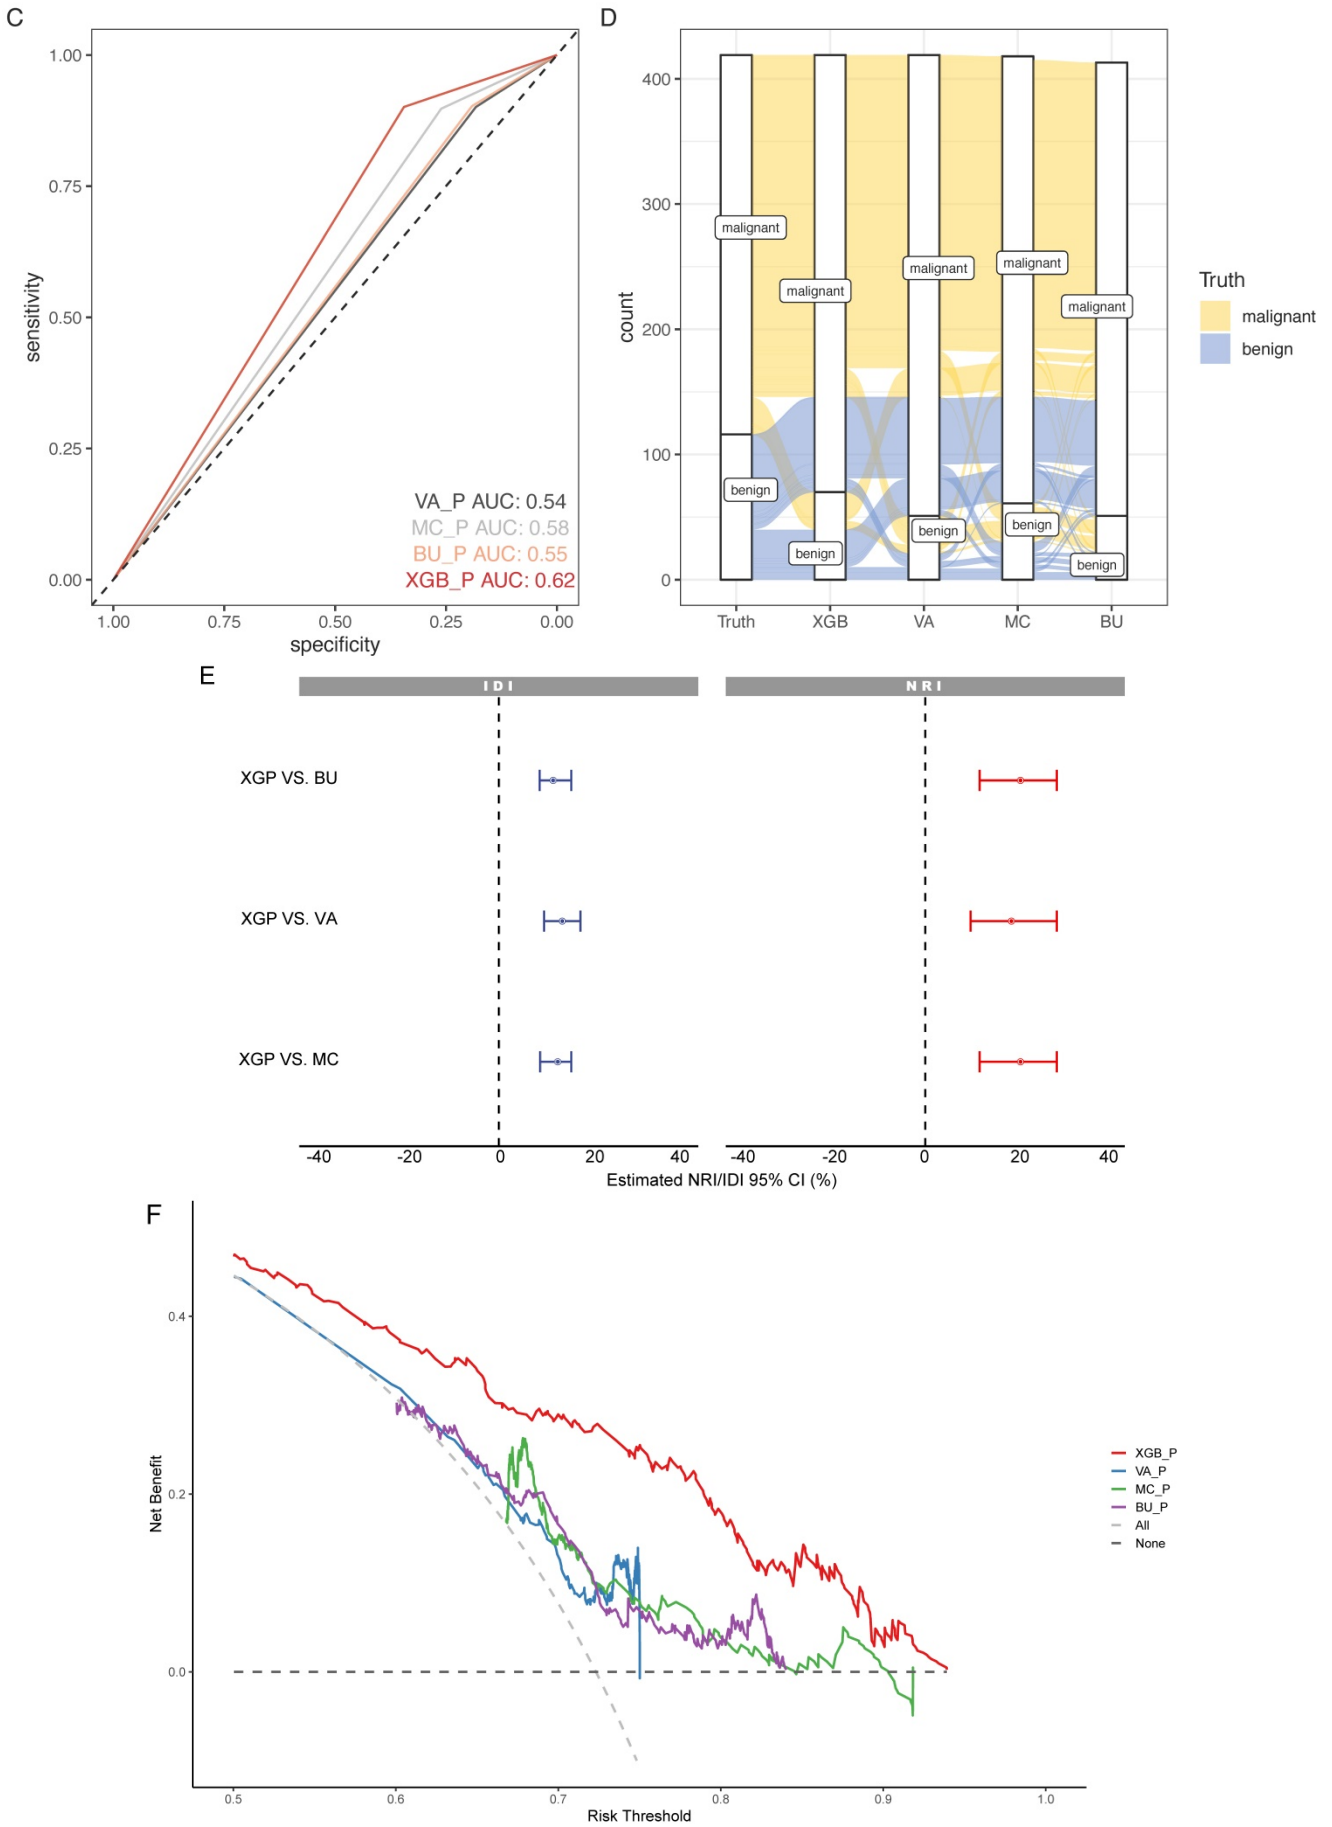 C
1.00
0.75
0.50
0.25
0.00
sensitivity
VA_P AUC: 0.54
MC_P AUC: 0.58
BU_P AUC: 0.55
XGB_P AUC: 0.62
1.00 0.75 0.50 0.25 0.00
specificity
D
400
300
200
100
0
count
malignant
malignant
malignant
malignant
malignant
benign
benign
benign
benign
benign
Truth XGB VA MC BU
Truth
malignant
benign
E
IDI
NRI
XGP VS. BU
XGP VS. VA
XGP VS. MC
-40 -20 0 20 40
-40 -20 0 20 40
Estimated NRI/IDI 95% CI (%)
F
0.4
0.2
0.0
Net Benefit
XGB_P
VA_P
MC_P
BU_P
All
None
0.5 0.6 0.7 0.8 0.9 1.0
Risk Threshold